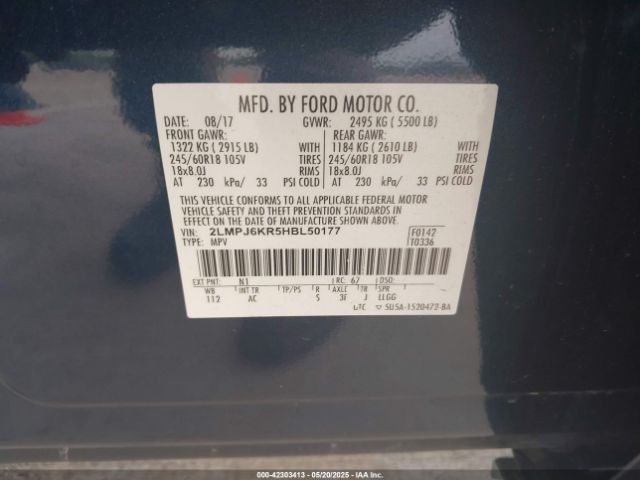 MFD. BY FORD MOTOR CO.
DATE: 08/17 GVWR: 2495 KG ( 5500 LB)
FRONT GAWR: REAR GAWR:
1322 KG ( 2915 LB) WITH 1184 KG ( 2610 LB) WITH
245/60R18 105V TIRES 245/60R18 105V TIRES
18x8.0J RIMS 18x8.0J RIMS
AT 230 kPa/ 33 PSI COLD AT 230 kPa/ 33 PSI COLD
THIS VEHICLE CONFORMS TO ALL APPLICABLE FEDERAL MOTOR
VEHICLE SAFETY AND THEFT PREVENTION STANDARDS IN
EFFECT ON THE DATE OF MANUFACTURE SHOWN ABOVE.
VIN: 2LMPJ6KR5HBL50177 F0142
TYPE: MPV T0336
EXT PNT: N1 RC: 67 DSO:
WB INT TR TP/PS R AXLE TR SPR
112 AC S 3F J LLGG
UTC ▽ 5U5A-1520472-BA
000-42303413 - 05/20/2025 - IAAI, Inc.